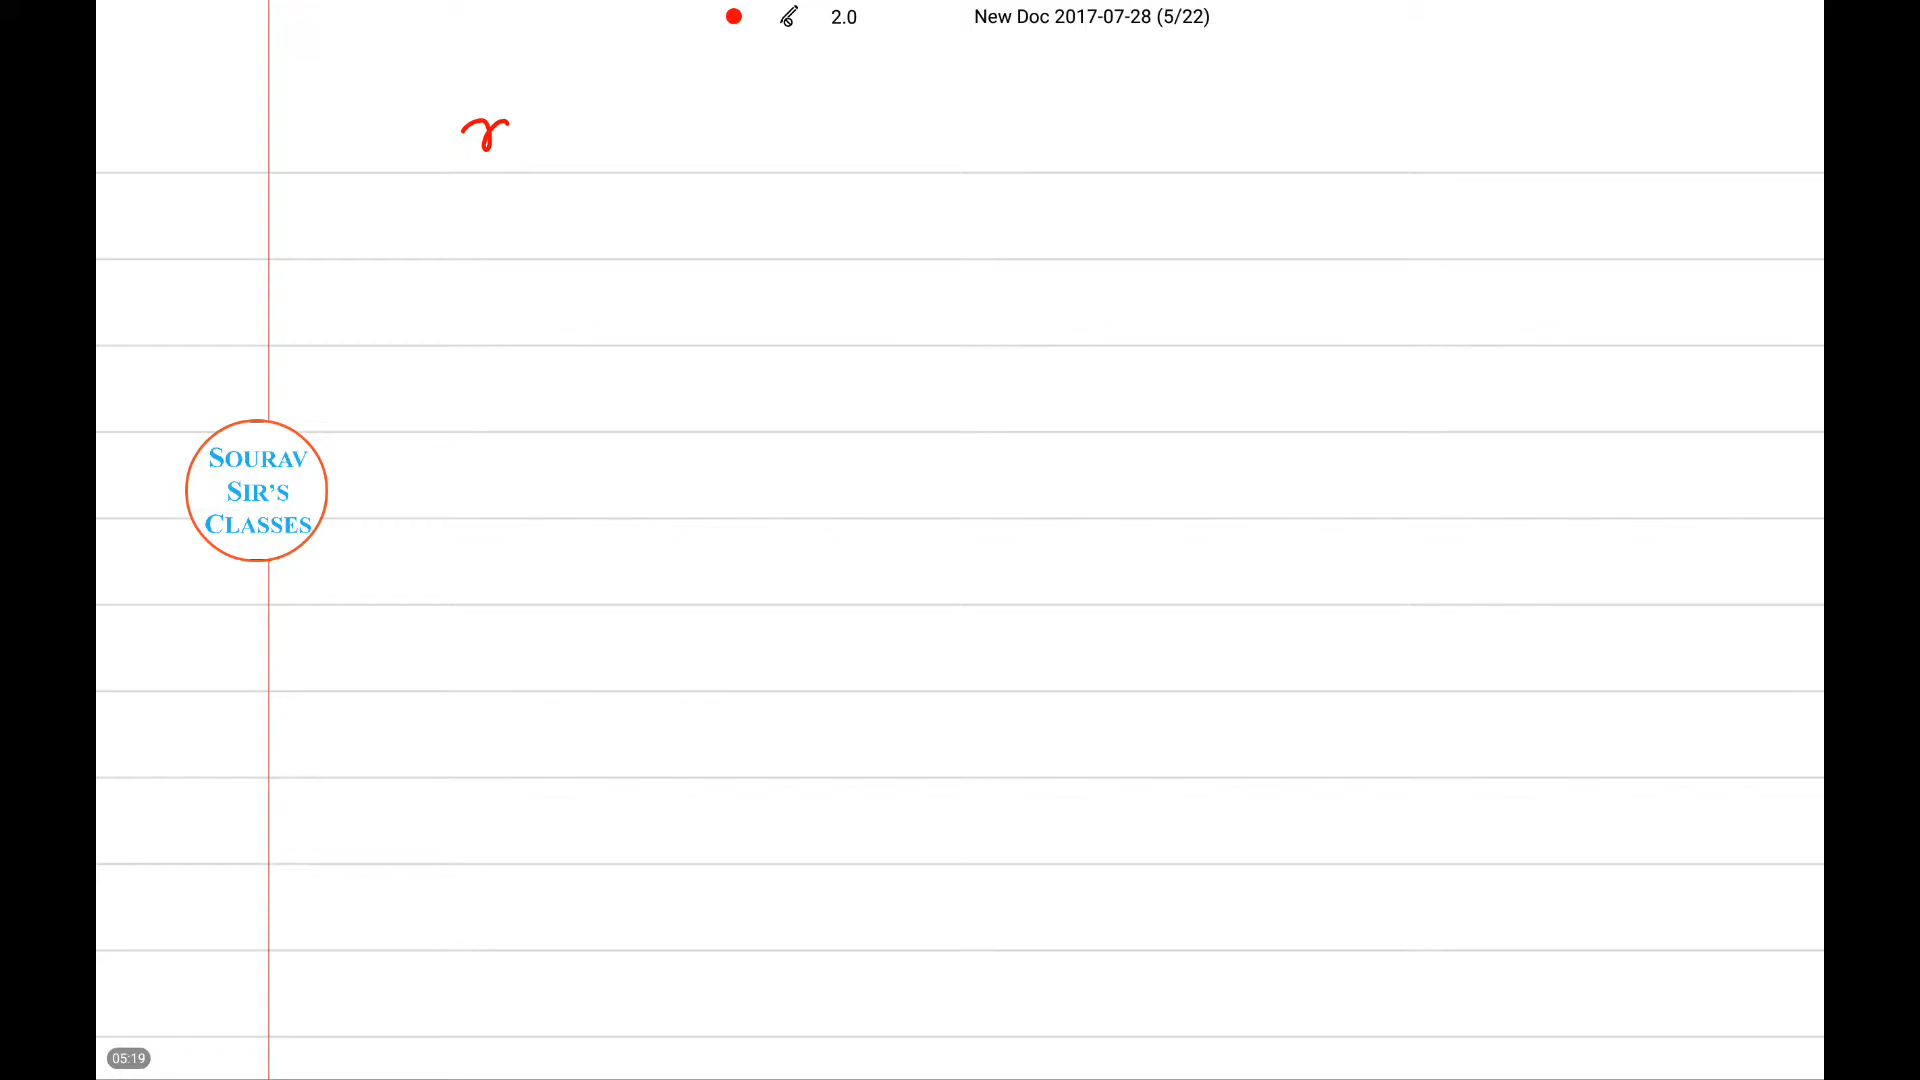 2.0 New Doc 2017-07-28 (5/22)
γ
SOURAV
SIR’S
CLASSES
05:19